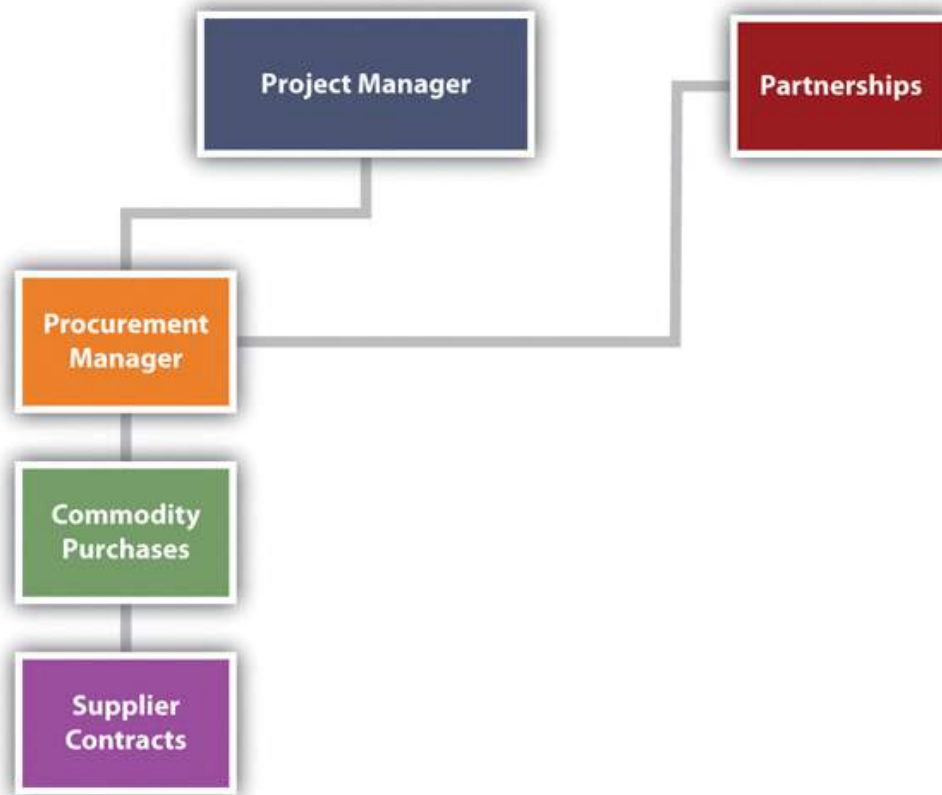 Project Manager
Partnerships
Procurement
Manager
Commodity
Purchases
Supplier
Contracts